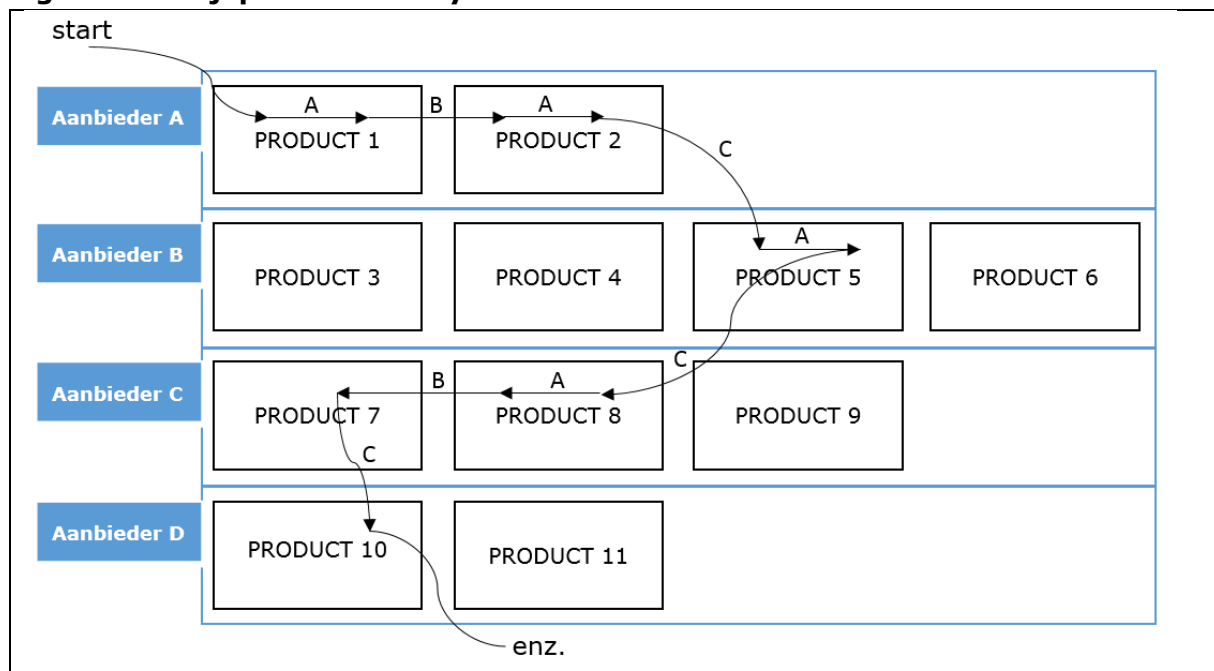 start
Aanbieder A
A
B
A
PRODUCT 1
PRODUCT 2
C
Aanbieder B
A
PRODUCT 3
PRODUCT 4
PRODUCT 5
PRODUCT 6
C
Aanbieder C
B
A
PRODUCT 7
PRODUCT 8
PRODUCT 9
C
Aanbieder D
PRODUCT 10
PRODUCT 11
enz.